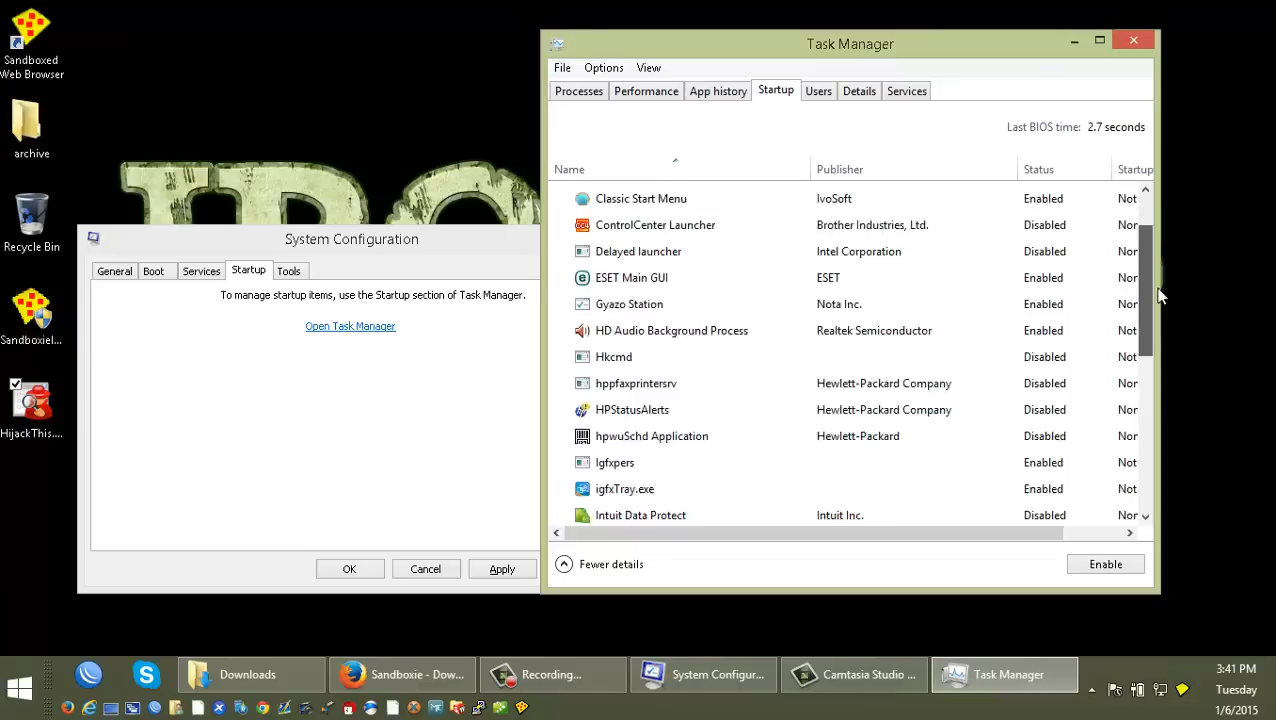 Sandboxed
Web Browser
archive
Recycle Bin
Sandboxiel...
HijackThis....
System Configuration
General Boot Services Startup Tools
To manage startup items, use the Startup section of Task Manager.
Open Task Manager
OK Cancel Apply
Task Manager
File Options View
Processes Performance App history Startup Users Details Services
Last BIOS time: 2.7 seconds
Name Publisher Status Startup
Classic Start Menu IvoSoft Enabled Not
ControlCenter Launcher Brother Industries, Ltd. Disabled Nor
Delayed launcher Intel Corporation Disabled Nor
ESET Main GUI ESET Enabled Nor
Gyazo Station Nota Inc. Enabled Nor
HD Audio Background Process Realtek Semiconductor Enabled Not
Hkcmd Disabled Not
hppfaxprintersrv Hewlett-Packard Company Disabled Nor
HPStatusAlerts Hewlett-Packard Company Disabled Nor
hpwuSchd Application Hewlett-Packard Disabled Nor
Igfxpers Enabled Not
igfxTray.exe Enabled Not
Intuit Data Protect Intuit Inc. Disabled Nor
Fewer details Enable
Downloads Sandboxie - Dow... Recording... System Configur... Camtasia Studio ... Task Manager
3:41 PM
Tuesday
1/6/2015